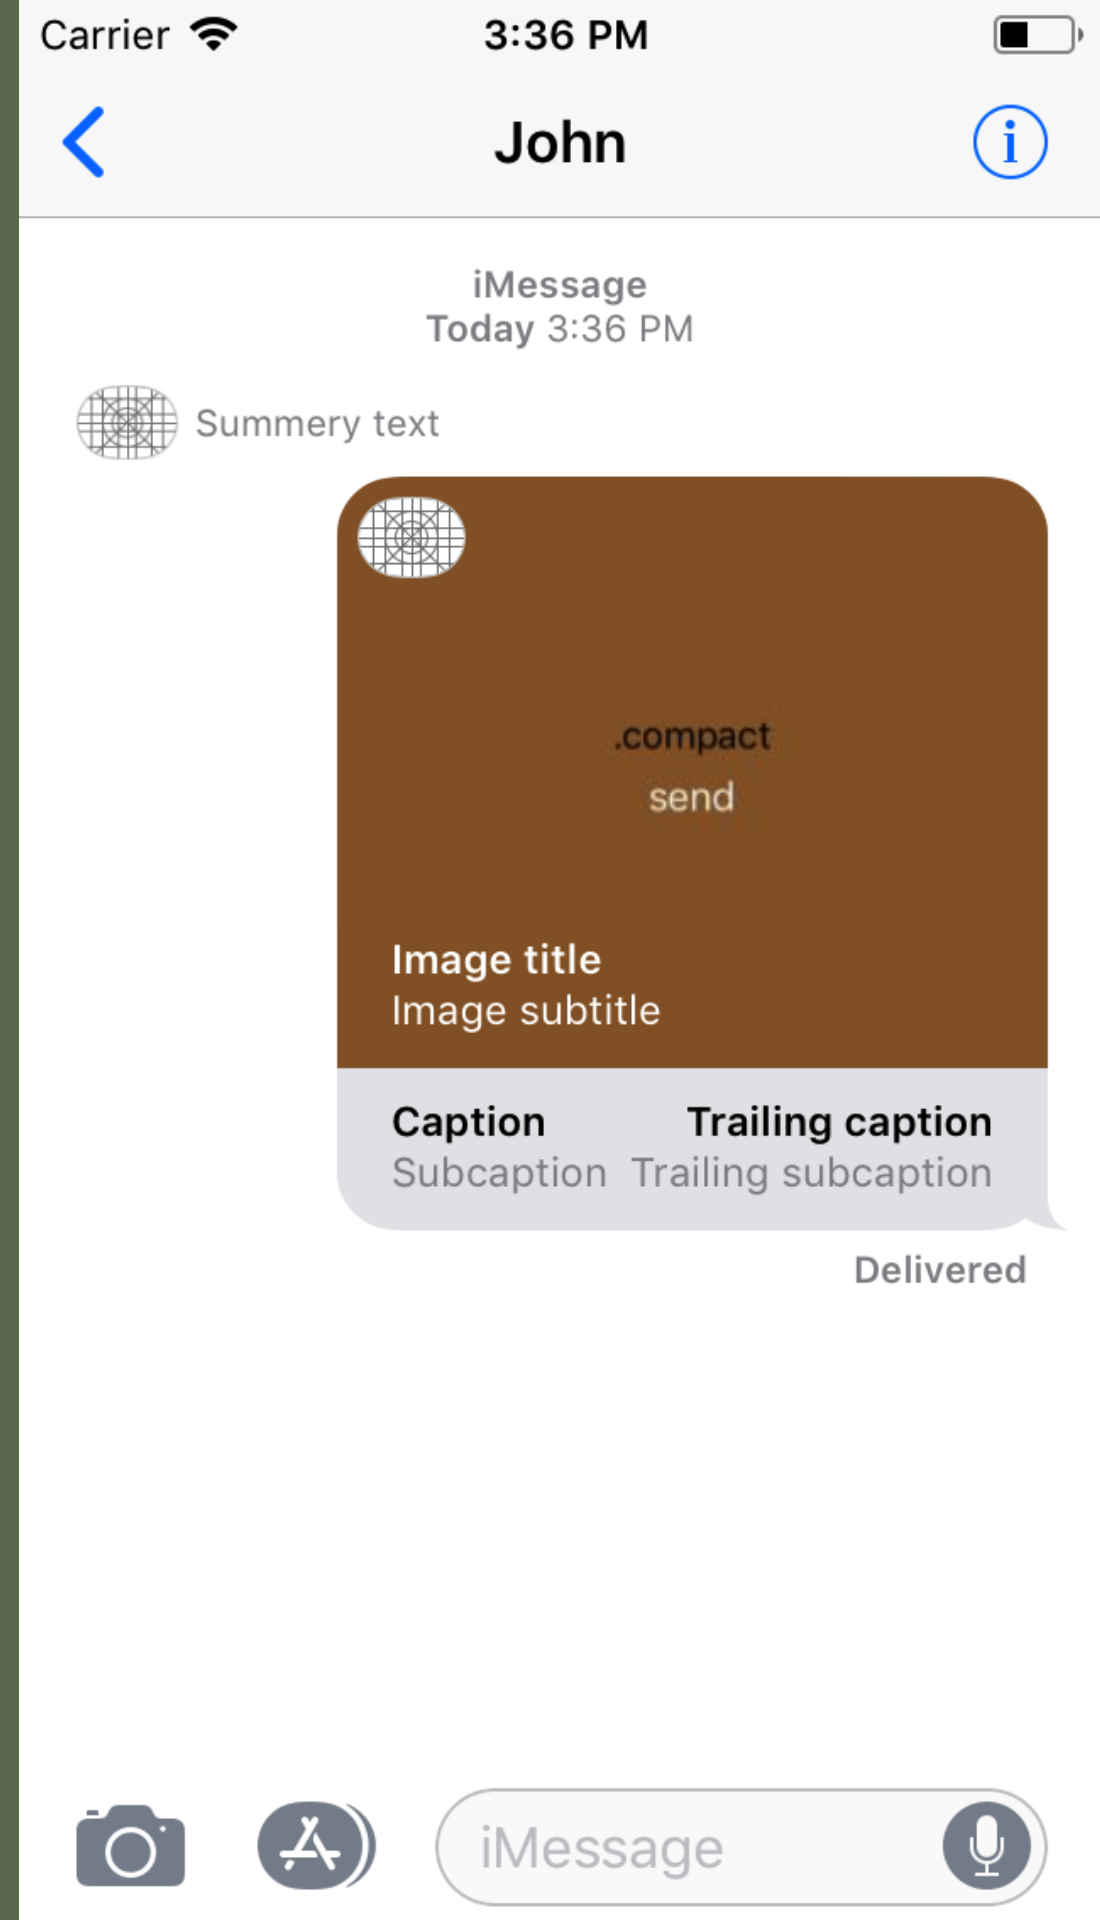 Carrier 3:36 PM
John
iMessage
Today 3:36 PM
Summery text
.compact
send
Image title
Image subtitle
Caption Trailing caption
Subcaption Trailing subcaption
Delivered
iMessage